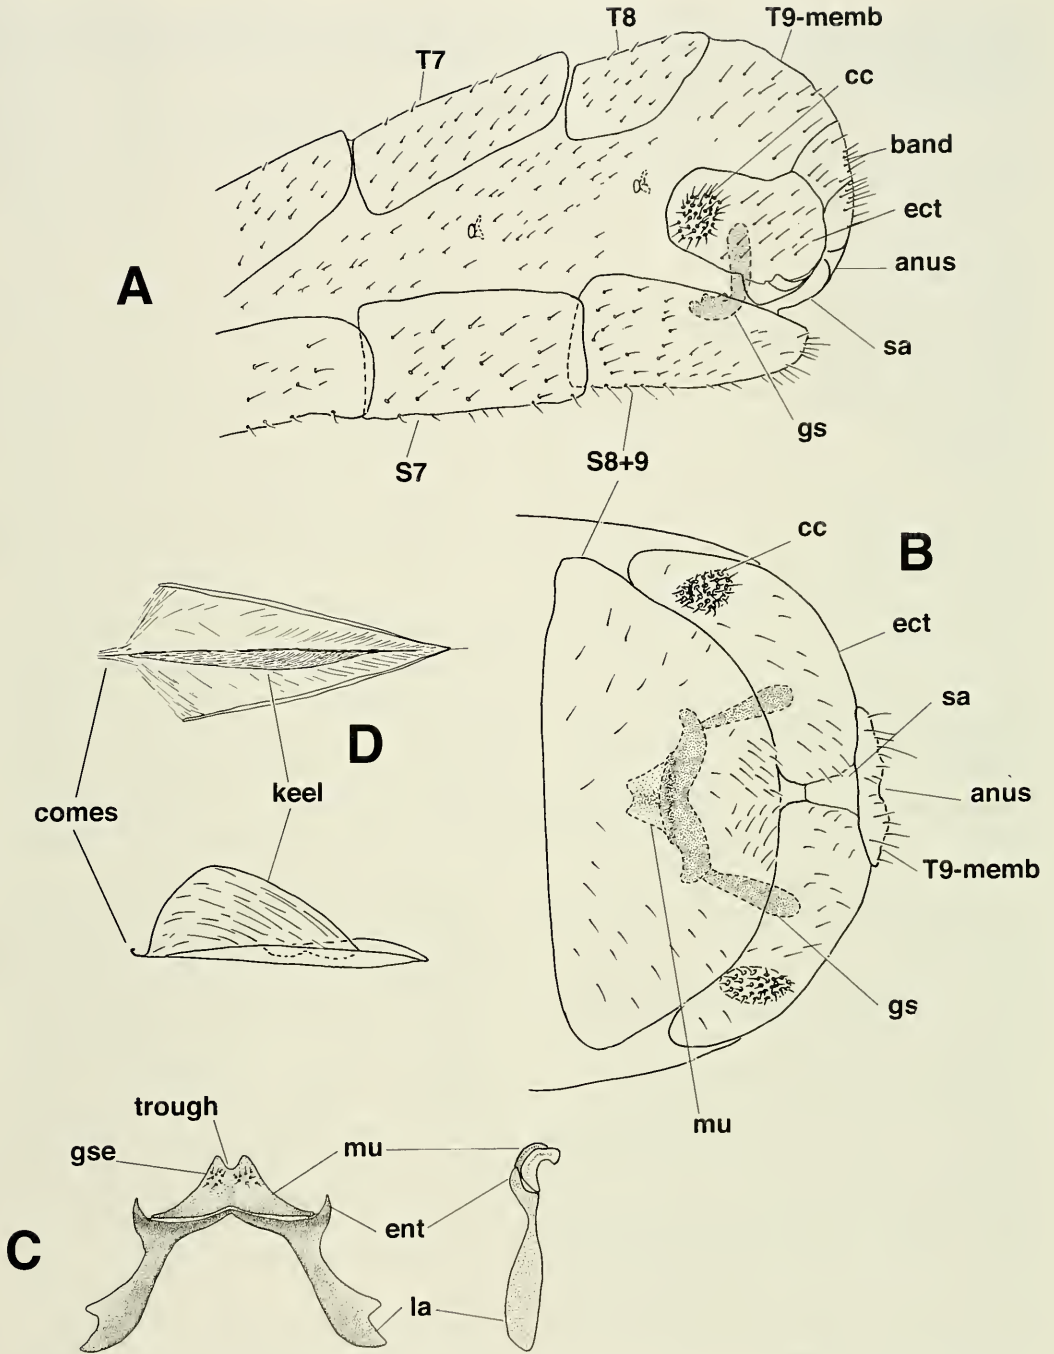 T8
T9-memb
T7
cc
band
ect
A
anus
sa
gs
S7
S8+9
cc
B
ect
sa
D
comes
keel
anus
T9-memb
gs
mu
trough
gse
mu
ent
C
la